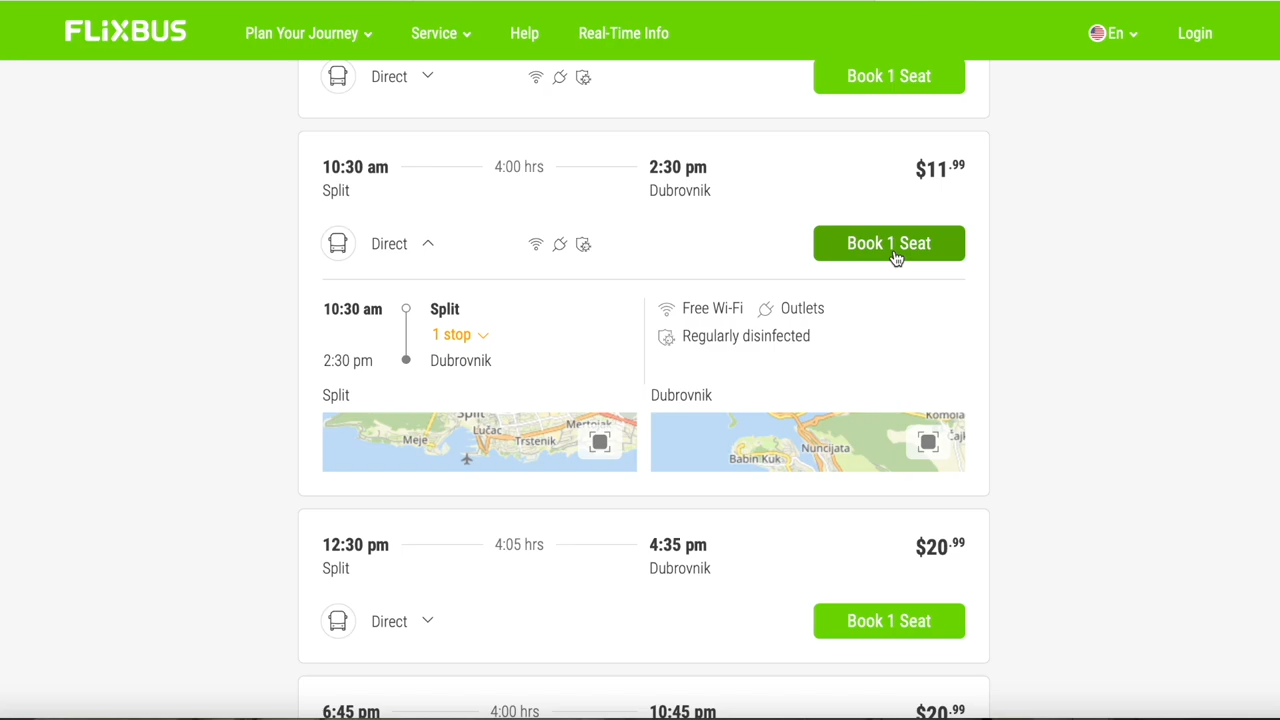 FLiXBUS Plan Your Journey Service Help Real-Time Info En Login
Direct Book 1 Seat
10:30 am 4:00 hrs 2:30 pm $11.99
Split Dubrovnik
Direct Book 1 Seat
10:30 am Split Free Wi-Fi Outlets
1 stop Regularly disinfected
2:30 pm Dubrovnik
Split Dubrovnik
Split Komola
Meje Lučac Trstenik Mertojak
Babin Kuk Nuncijata Čaj
12:30 pm 4:05 hrs 4:35 pm $20.99
Split Dubrovnik
Direct Book 1 Seat
6:45 pm 4:00 hrs 10:45 pm $20.99